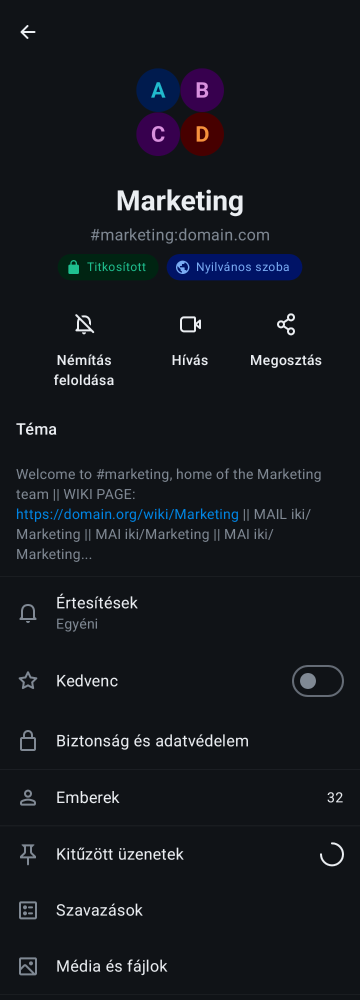 A B
C D
Marketing
#marketing:domain.com
Titkosított Nyilvános szoba
Némítás
feloldása
Hívás
Megosztás
Téma
Welcome to #marketing, home of the Marketing
team || WIKI PAGE:
https://domain.org/wiki/Marketing || MAIL iki/
Marketing || MAI iki/Marketing || MAI iki/
Marketing...
Értesítések
Egyéni
Kedvenc
Biztonság és adatvédelem
Emberek 32
Kitűzött üzenetek
Szavazások
Média és fájlok